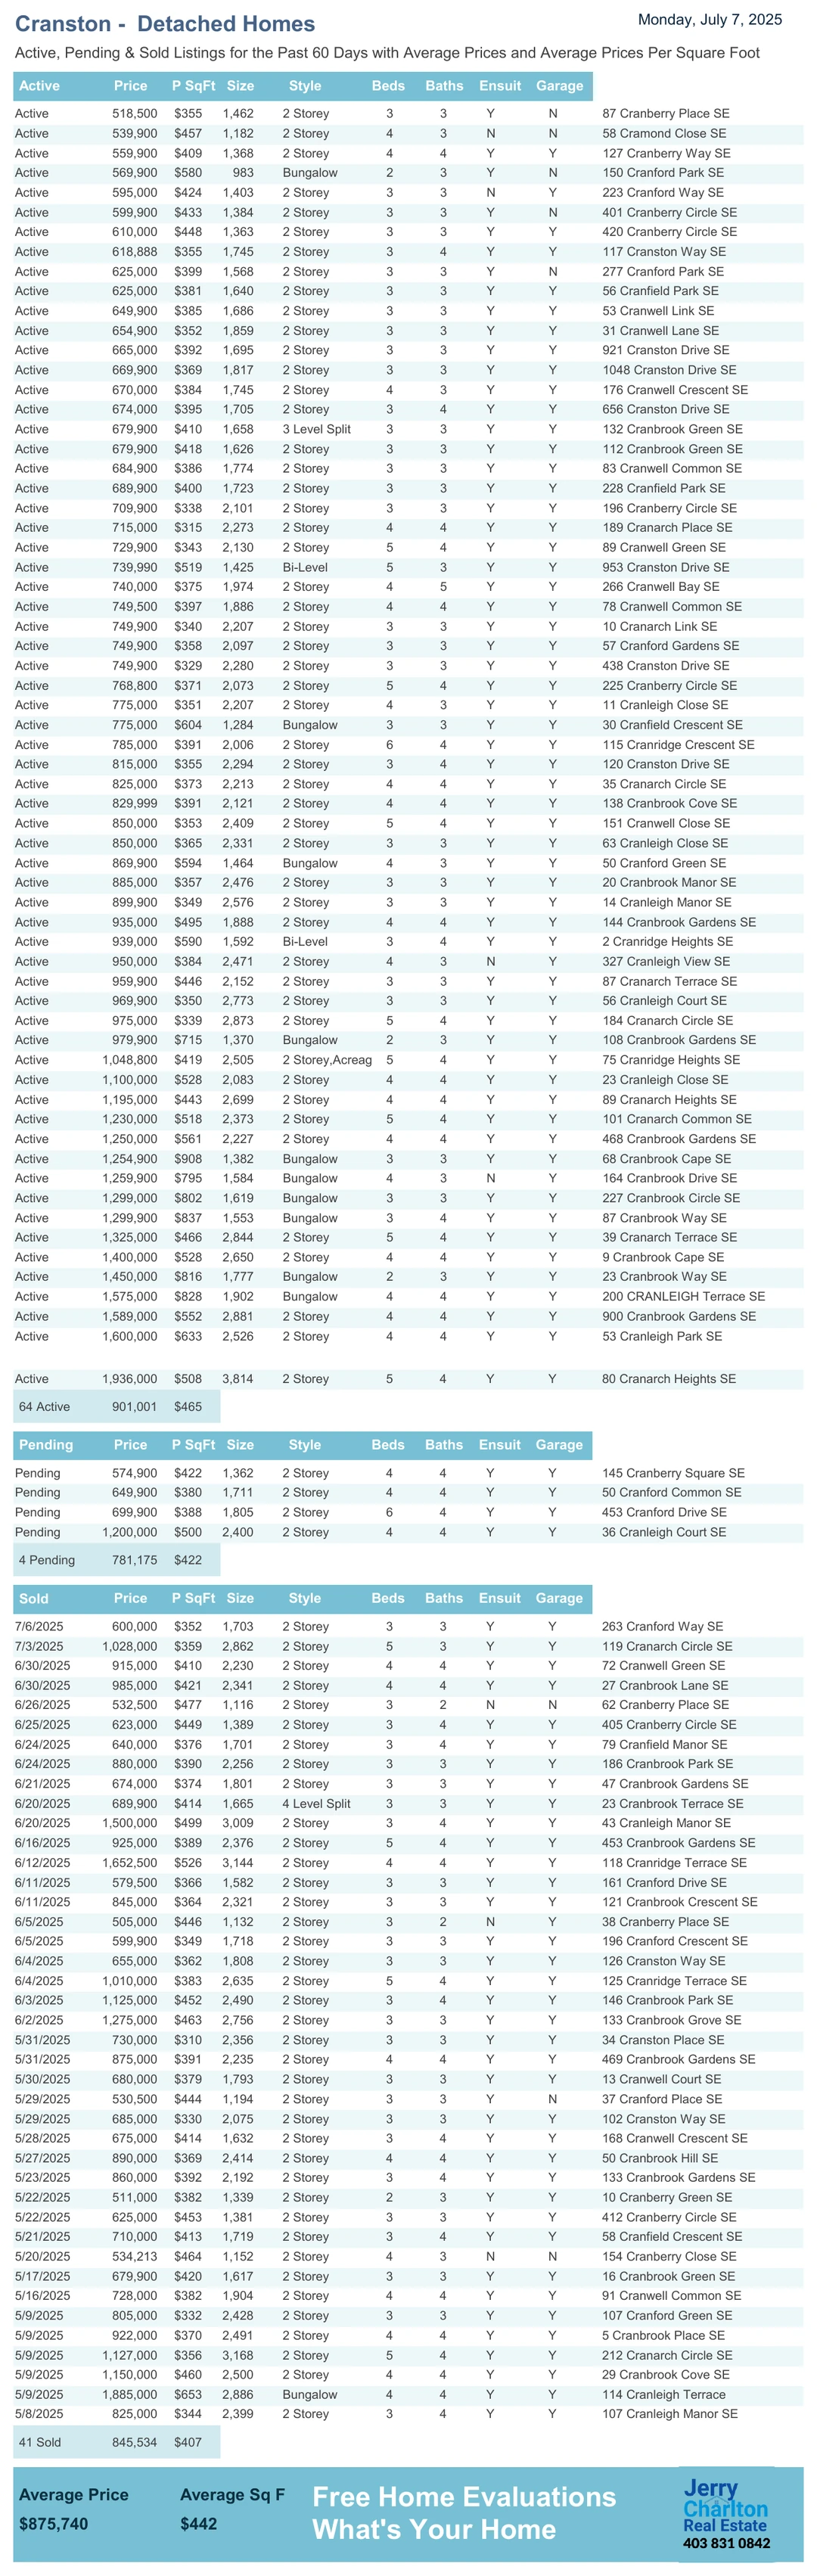 Cranston - Detached Homes Monday, July 7, 2025
Active, Pending & Sold Listings for the Past 60 Days with Average Prices and Average Prices Per Square Foot
Active Price P SqFt Size Style Beds Baths Ensuit Garage
Active 518,500 $355 1,462 2 Storey 3 3 Y N 87 Cranberry Place SE
Active 539,900 $457 1,182 2 Storey 4 3 N N 58 Cramond Close SE
Active 559,900 $409 1,368 2 Storey 4 4 Y Y 127 Cranberry Way SE
Active 569,900 $580 983 Bungalow 2 3 Y N 150 Cranford Park SE
Active 595,000 $424 1,403 2 Storey 3 3 N Y 223 Cranford Way SE
Active 599,900 $433 1,384 2 Storey 3 3 Y N 401 Cranberry Circle SE
Active 610,000 $448 1,363 2 Storey 3 3 Y Y 420 Cranberry Circle SE
Active 618,888 $355 1,745 2 Storey 3 4 Y Y 117 Cranston Way SE
Active 625,000 $399 1,568 2 Storey 3 3 Y N 277 Cranford Park SE
Active 625,000 $381 1,640 2 Storey 3 3 Y Y 56 Cranfield Park SE
Active 649,900 $385 1,686 2 Storey 3 3 Y Y 53 Cranwell Link SE
Active 654,900 $352 1,859 2 Storey 3 3 Y Y 31 Cranwell Lane SE
Active 665,000 $392 1,695 2 Storey 3 3 Y Y 921 Cranston Drive SE
Active 669,900 $369 1,817 2 Storey 3 3 Y Y 1048 Cranston Drive SE
Active 670,000 $384 1,745 2 Storey 4 3 Y Y 176 Cranwell Crescent SE
Active 674,000 $395 1,705 2 Storey 3 4 Y Y 656 Cranston Drive SE
Active 679,900 $410 1,658 3 Level Split 3 3 Y Y 132 Cranbrook Green SE
Active 679,900 $418 1,626 2 Storey 3 3 Y Y 112 Cranbrook Green SE
Active 684,900 $386 1,774 2 Storey 3 3 Y Y 83 Cranwell Common SE
Active 689,900 $400 1,723 2 Storey 3 3 Y Y 228 Cranfield Park SE
Active 709,900 $338 2,101 2 Storey 3 3 Y Y 196 Cranberry Circle SE
Active 715,000 $315 2,273 2 Storey 4 4 Y Y 189 Cranarch Place SE
Active 729,900 $343 2,130 2 Storey 5 4 Y Y 89 Cranwell Green SE
Active 739,990 $519 1,425 Bi-Level 5 3 Y Y 953 Cranston Drive SE
Active 740,000 $375 1,974 2 Storey 4 5 Y Y 266 Cranwell Bay SE
Active 749,500 $397 1,886 2 Storey 4 4 Y Y 78 Cranwell Common SE
Active 749,900 $340 2,207 2 Storey 3 3 Y Y 10 Cranarch Link SE
Active 749,900 $358 2,097 2 Storey 3 3 Y Y 57 Cranford Gardens SE
Active 749,900 $329 2,280 2 Storey 3 3 Y Y 438 Cranston Drive SE
Active 768,800 $371 2,073 2 Storey 5 4 Y Y 225 Cranberry Circle SE
Active 775,000 $351 2,207 2 Storey 4 3 Y Y 11 Cranleigh Close SE
Active 775,000 $604 1,284 Bungalow 3 3 Y Y 30 Cranfield Crescent SE
Active 785,000 $391 2,006 2 Storey 6 4 Y Y 115 Cranridge Crescent SE
Active 815,000 $355 2,294 2 Storey 3 4 Y Y 120 Cranston Drive SE
Active 825,000 $373 2,213 2 Storey 4 4 Y Y 35 Cranarch Circle SE
Active 829,999 $391 2,121 2 Storey 4 4 Y Y 138 Cranbrook Cove SE
Active 850,000 $353 2,409 2 Storey 5 4 Y Y 151 Cranwell Close SE
Active 850,000 $365 2,331 2 Storey 3 3 Y Y 63 Cranleigh Close SE
Active 869,900 $594 1,464 Bungalow 4 3 Y Y 50 Cranford Green SE
Active 885,000 $357 2,476 2 Storey 3 3 Y Y 20 Cranbrook Manor SE
Active 899,900 $349 2,576 2 Storey 3 3 Y Y 14 Cranleigh Manor SE
Active 935,000 $495 1,888 2 Storey 4 4 Y Y 144 Cranbrook Gardens SE
Active 939,000 $590 1,592 Bi-Level 3 4 Y Y 2 Cranridge Heights SE
Active 950,000 $384 2,471 2 Storey 4 3 N Y 327 Cranleigh View SE
Active 959,900 $446 2,152 2 Storey 3 3 Y Y 87 Cranarch Terrace SE
Active 969,900 $350 2,773 2 Storey 3 3 Y Y 56 Cranleigh Court SE
Active 975,000 $339 2,873 2 Storey 5 4 Y Y 184 Cranarch Circle SE
Active 979,900 $715 1,370 Bungalow 2 3 Y Y 108 Cranbrook Gardens SE
Active 1,048,800 $419 2,505 2 Storey,Acreag 5 4 Y Y 75 Cranridge Heights SE
Active 1,100,000 $528 2,083 2 Storey 4 4 Y Y 23 Cranleigh Close SE
Active 1,195,000 $443 2,699 2 Storey 4 4 Y Y 89 Cranarch Heights SE
Active 1,230,000 $518 2,373 2 Storey 5 4 Y Y 101 Cranarch Common SE
Active 1,250,000 $561 2,227 2 Storey 4 4 Y Y 468 Cranbrook Gardens SE
Active 1,254,900 $908 1,382 Bungalow 3 3 Y Y 68 Cranbrook Cape SE
Active 1,259,900 $795 1,584 Bungalow 4 3 N Y 164 Cranbrook Drive SE
Active 1,299,000 $802 1,619 Bungalow 3 3 Y Y 227 Cranbrook Circle SE
Active 1,299,900 $837 1,553 Bungalow 3 4 Y Y 87 Cranbrook Way SE
Active 1,325,000 $466 2,844 2 Storey 5 4 Y Y 39 Cranarch Terrace SE
Active 1,400,000 $528 2,650 2 Storey 4 4 Y Y 9 Cranbrook Cape SE
Active 1,450,000 $816 1,777 Bungalow 2 3 Y Y 23 Cranbrook Way SE
Active 1,575,000 $828 1,902 Bungalow 4 4 Y Y 200 CRANLEIGH Terrace SE
Active 1,589,000 $552 2,881 2 Storey 4 4 Y Y 900 Cranbrook Gardens SE
Active 1,600,000 $633 2,526 2 Storey 4 4 Y Y 53 Cranleigh Park SE
Active 1,936,000 $508 3,814 2 Storey 5 4 Y Y 80 Cranarch Heights SE
64 Active 901,001 $465
Pending Price P SqFt Size Style Beds Baths Ensuit Garage
Pending 574,900 $422 1,362 2 Storey 4 4 Y Y 145 Cranberry Square SE
Pending 649,900 $380 1,711 2 Storey 4 4 Y Y 50 Cranford Common SE
Pending 699,900 $388 1,805 2 Storey 6 4 Y Y 453 Cranford Drive SE
Pending 1,200,000 $500 2,400 2 Storey 4 4 Y Y 36 Cranleigh Court SE
4 Pending 781,175 $422
Sold Price P SqFt Size Style Beds Baths Ensuit Garage
7/6/2025 600,000 $352 1,703 2 Storey 3 3 Y Y 263 Cranford Way SE
7/3/2025 1,028,000 $359 2,862 2 Storey 5 3 Y Y 119 Cranarch Circle SE
6/30/2025 915,000 $410 2,230 2 Storey 4 4 Y Y 72 Cranwell Green SE
6/30/2025 985,000 $421 2,341 2 Storey 4 4 Y Y 27 Cranbrook Lane SE
6/26/2025 532,500 $477 1,116 2 Storey 3 2 N N 62 Cranberry Place SE
6/25/2025 623,000 $449 1,389 2 Storey 3 4 Y Y 405 Cranberry Circle SE
6/24/2025 640,000 $376 1,701 2 Storey 3 4 Y Y 79 Cranfield Manor SE
6/24/2025 880,000 $390 2,256 2 Storey 3 3 Y Y 186 Cranbrook Park SE
6/21/2025 674,000 $374 1,801 2 Storey 3 3 Y Y 47 Cranbrook Gardens SE
6/20/2025 689,900 $414 1,665 4 Level Split 3 3 Y Y 23 Cranbrook Terrace SE
6/20/2025 1,500,000 $499 3,009 2 Storey 3 4 Y Y 43 Cranleigh Manor SE
6/16/2025 925,000 $389 2,376 2 Storey 5 4 Y Y 453 Cranbrook Gardens SE
6/12/2025 1,652,500 $526 3,144 2 Storey 4 4 Y Y 118 Cranridge Terrace SE
6/11/2025 579,500 $366 1,582 2 Storey 3 3 Y Y 161 Cranford Drive SE
6/11/2025 845,000 $364 2,321 2 Storey 3 3 Y Y 121 Cranbrook Crescent SE
6/5/2025 505,000 $446 1,132 2 Storey 3 2 N Y 38 Cranberry Place SE
6/5/2025 599,900 $349 1,718 2 Storey 3 3 Y Y 196 Cranford Crescent SE
6/4/2025 655,000 $362 1,808 2 Storey 3 3 Y Y 126 Cranston Way SE
6/4/2025 1,010,000 $383 2,635 2 Storey 5 4 Y Y 125 Cranridge Terrace SE
6/3/2025 1,125,000 $452 2,490 2 Storey 3 4 Y Y 146 Cranbrook Park SE
6/2/2025 1,275,000 $463 2,756 2 Storey 3 3 Y Y 133 Cranbrook Grove SE
5/31/2025 730,000 $310 2,356 2 Storey 3 3 Y Y 34 Cranston Place SE
5/31/2025 875,000 $391 2,235 2 Storey 4 4 Y Y 469 Cranbrook Gardens SE
5/30/2025 680,000 $379 1,793 2 Storey 3 3 Y Y 13 Cranwell Court SE
5/29/2025 530,500 $444 1,194 2 Storey 3 3 Y N 37 Cranford Place SE
5/29/2025 685,000 $330 2,075 2 Storey 3 3 Y Y 102 Cranston Way SE
5/28/2025 675,000 $414 1,632 2 Storey 3 4 Y Y 168 Cranwell Crescent SE
5/27/2025 890,000 $369 2,414 2 Storey 4 4 Y Y 50 Cranbrook Hill SE
5/23/2025 860,000 $392 2,192 2 Storey 3 4 Y Y 133 Cranbrook Gardens SE
5/22/2025 511,000 $382 1,339 2 Storey 2 3 Y Y 10 Cranberry Green SE
5/22/2025 625,000 $453 1,381 2 Storey 3 3 Y Y 412 Cranberry Circle SE
5/21/2025 710,000 $413 1,719 2 Storey 3 4 Y Y 58 Cranfield Crescent SE
5/20/2025 534,213 $464 1,152 2 Storey 4 3 N N 154 Cranberry Close SE
5/17/2025 679,900 $420 1,617 2 Storey 3 3 Y Y 16 Cranbrook Green SE
5/16/2025 728,000 $382 1,904 2 Storey 4 4 Y Y 91 Cranwell Common SE
5/9/2025 805,000 $332 2,428 2 Storey 3 3 Y Y 107 Cranford Green SE
5/9/2025 922,000 $370 2,491 2 Storey 4 4 Y Y 5 Cranbrook Place SE
5/9/2025 1,127,000 $356 3,168 2 Storey 5 4 Y Y 212 Cranarch Circle SE
5/9/2025 1,150,000 $460 2,500 2 Storey 4 4 Y Y 29 Cranbrook Cove SE
5/9/2025 1,885,000 $653 2,886 Bungalow 4 4 Y Y 114 Cranleigh Terrace
5/8/2025 825,000 $344 2,399 2 Storey 3 4 Y Y 107 Cranleigh Manor SE
41 Sold 845,534 $407
Average Price Average Sq F Free Home Evaluations
$875,740 $442 What's Your Home
Jerry
Charlton
Real Estate
403 831 0842